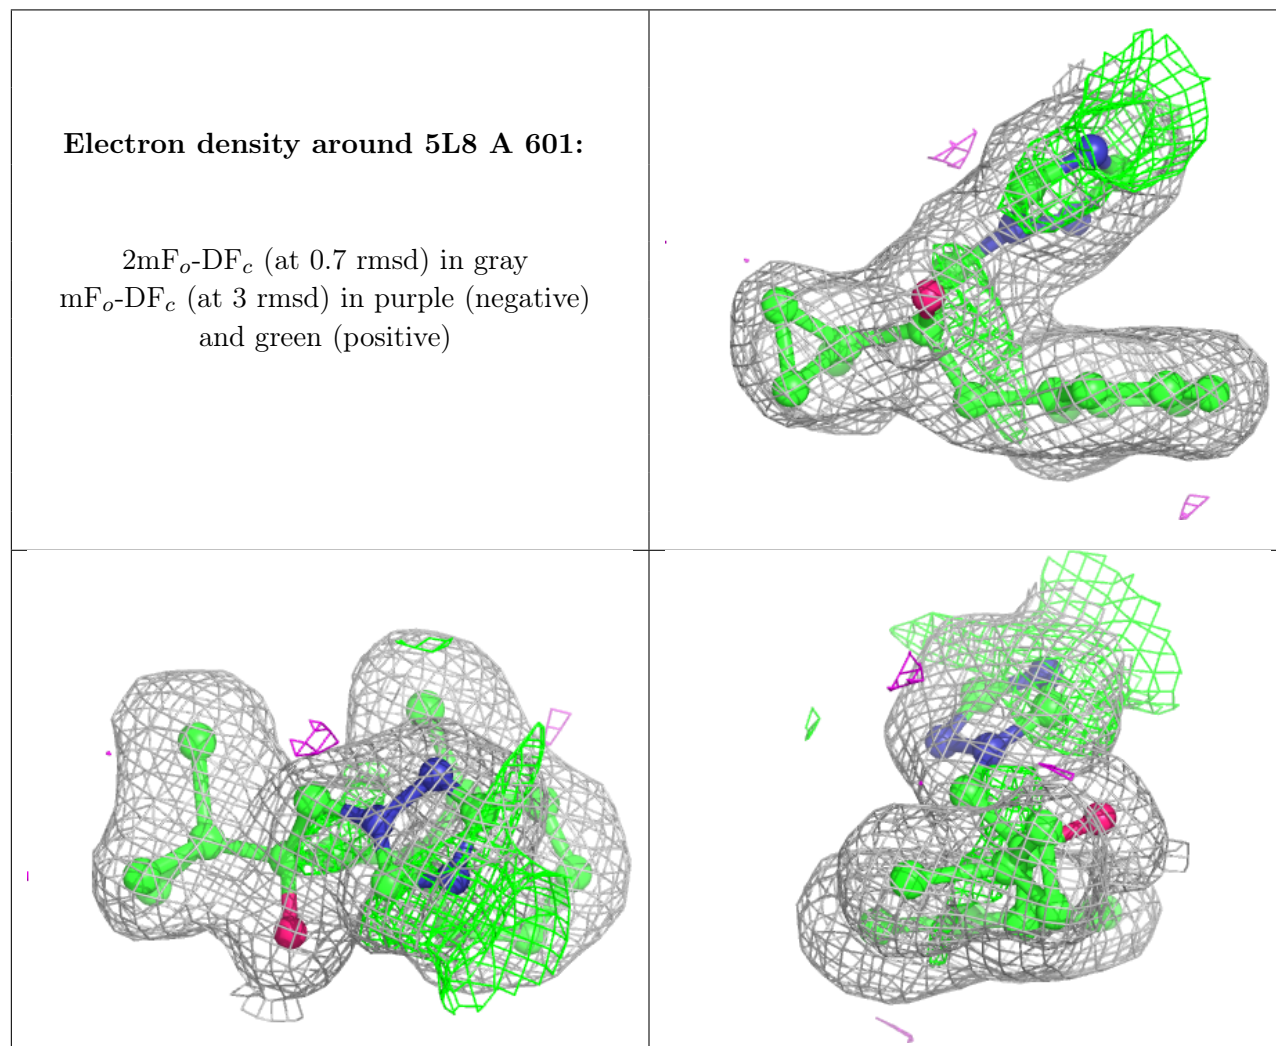 Electron density around 5L8 A 601:
2mFo-DFc (at 0.7 rmsd) in gray
mFo-DFc (at 3 rmsd) in purple (negative)
and green (positive)